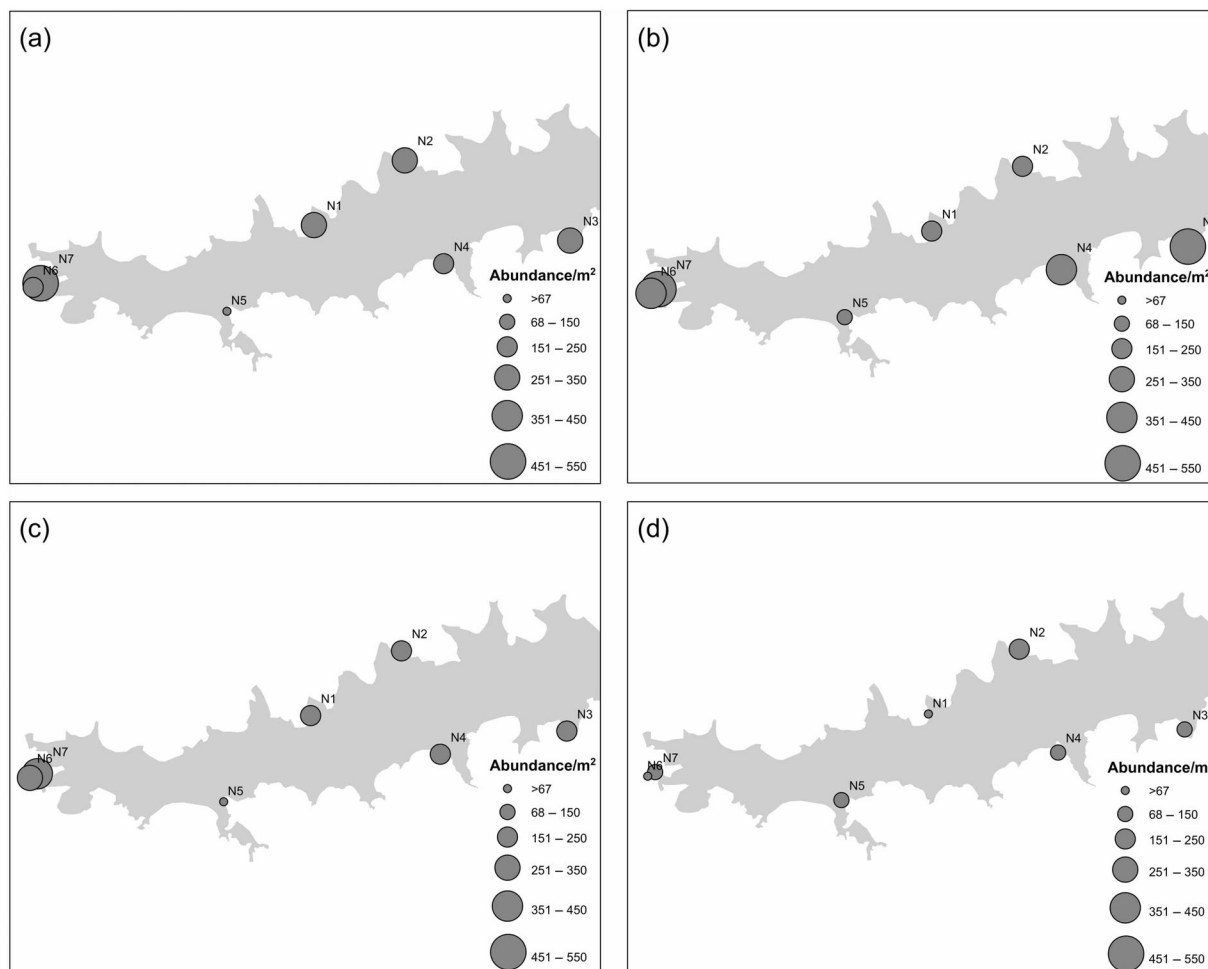 (a)
N2
N1
N3
N4
N7
N6
N5
Abundance/m²
>67
68 – 150
151 – 250
251 – 350
351 – 450
451 – 550
(b)
N2
N1
N
N4
N7
N6
N5
Abundance/m²
>67
68 – 150
151 – 250
251 – 350
351 – 450
451 – 550
(c)
N2
N1
N3
N4
N7
N6
N5
Abundance/m²
>67
68 – 150
151 – 250
251 – 350
351 – 450
451 – 550
(d)
N2
N1
N3
N4
N7
N6
N5
Abundance/m
>67
68 – 150
151 – 250
251 – 350
351 – 450
451 – 550